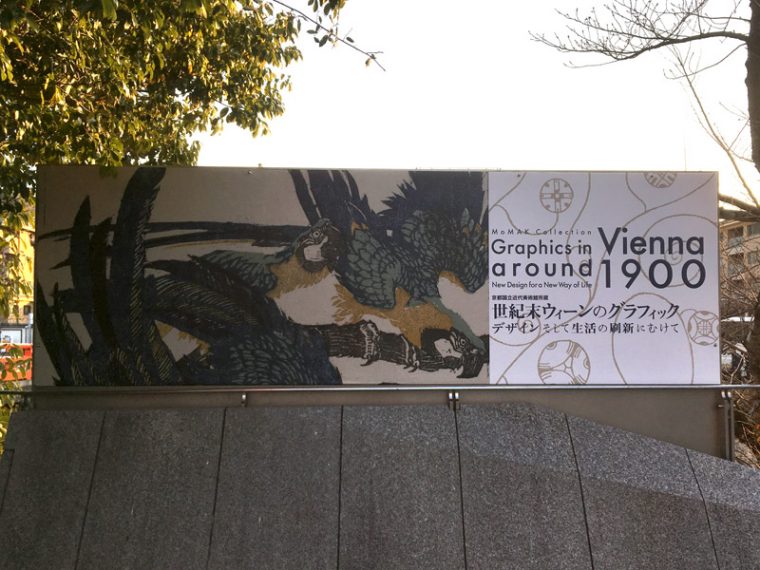 MoMAK Collection
Graphics in Vienna
around 1900
New Design for a New Way of Life
京都国立近代美術館所蔵
世紀末ウィーンのグラフィック
デザインそして生活の刷新にむけて